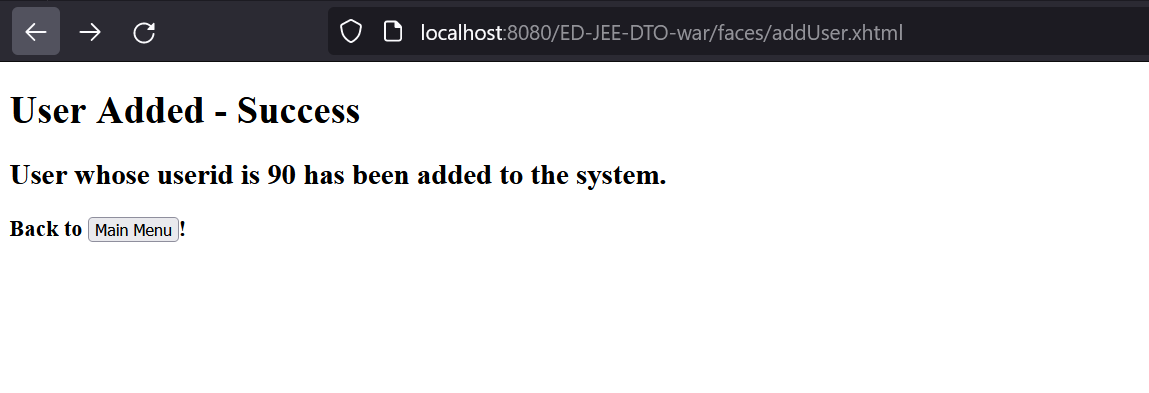 localhost:8080/ED-JEE-DTO-war/faces/addUser.xhtml
User Added - Success
User whose userid is 90 has been added to the system.
Back to Main Menu!